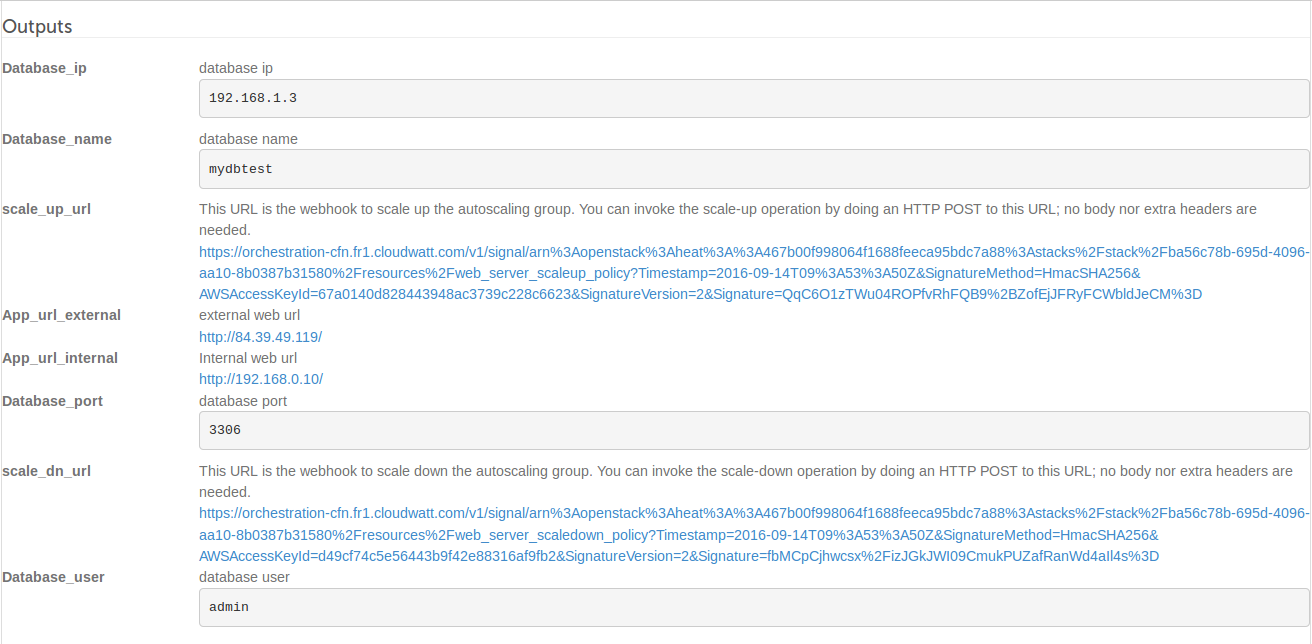 Outputs
Database_ip
database ip
192.168.1.3
Database_name
database name
mydbtest
scale_up_url
This URL is the webhook to scale up the autoscaling group. You can invoke the scale-up operation by doing an HTTP POST to this URL; no body nor extra headers are
needed.
https://orchestration-cfn.fr1.cloudwatt.com/v1/signal/arn%3Aopenstack%3Aheat%3A%3A467b00f998064f1688feeca95bdc7a88%3Astacks%2Fstack%2Fba56c78b-695d-4096-
aa10-8b0387b31580%2Fresources%2Fweb_server_scaleup_policy?Timestamp=2016-09-14T09%3A53%3A50Z&SignatureMethod=HmacSHA256&
AWSAccessKeyId=67a0140d828443948ac3739c228c6623&SignatureVersion=2&Signature=QqC6O1zTWu04ROPfvRhFQB9%2BZofEjJFRyFCWbldJeCM%3D
App_url_external
external web url
http://84.39.49.119/
App_url_internal
Internal web url
http://192.168.0.10/
Database_port
database port
3306
scale_dn_url
This URL is the webhook to scale down the autoscaling group. You can invoke the scale-down operation by doing an HTTP POST to this URL; no body nor extra headers are
needed.
https://orchestration-cfn.fr1.cloudwatt.com/v1/signal/arn%3Aopenstack%3Aheat%3A%3A467b00f998064f1688feeca95bdc7a88%3Astacks%2Fstack%2Fba56c78b-695d-4096-
aa10-8b0387b31580%2Fresources%2Fweb_server_scaledown_policy?Timestamp=2016-09-14T09%3A53%3A50Z&SignatureMethod=HmacSHA256&
AWSAccessKeyId=d49cf74c5e56443b9f42e88316af9fb2&SignatureVersion=2&Signature=fbMCpCjhwcsx%2FizJGkJWI09CmukPUZafRanWd4aIl4s%3D
Database_user
database user
admin